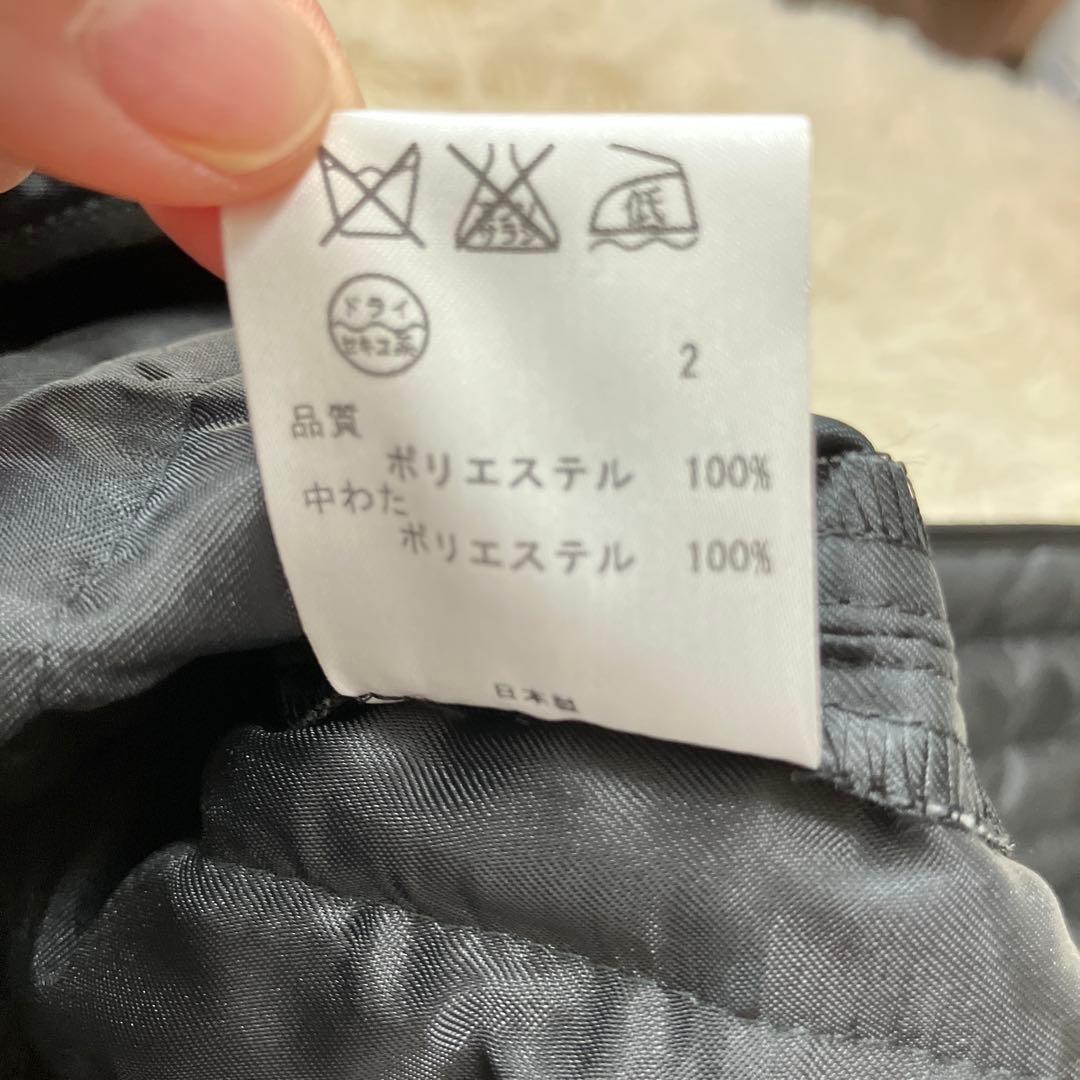 低
ドライ
セキユ系
2
品質
ポリエステル 100%
中わた
ポリエステル 100%
日本製